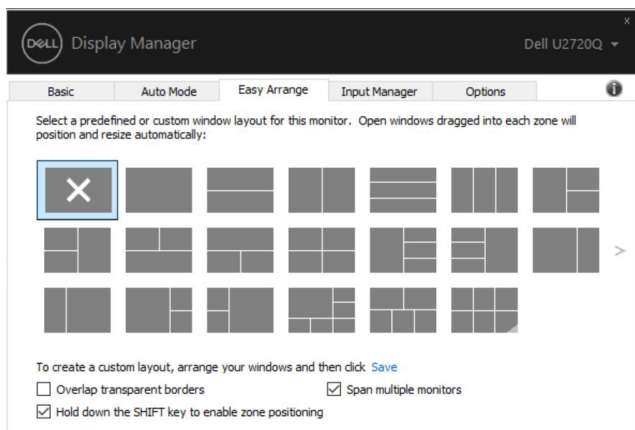 x
DELL Display Manager Dell U2720Q
Basic Auto Mode Easy Arrange Input Manager Options i
Select a predefined or custom window layout for this monitor. Open windows dragged into each zone will
position and resize automatically:
>
To create a custom layout, arrange your windows and then click Save
Overlap transparent borders Span multiple monitors
Hold down the SHIFT key to enable zone positioning